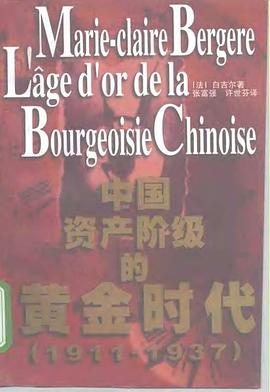 Marie-claire Bergere
L'âge d'or de la
Bourgeoisie Chinoise
〔法〕白吉尔著
张富强 许世芬译
中国
资产阶级
的
黄金时代
(1911-1937)